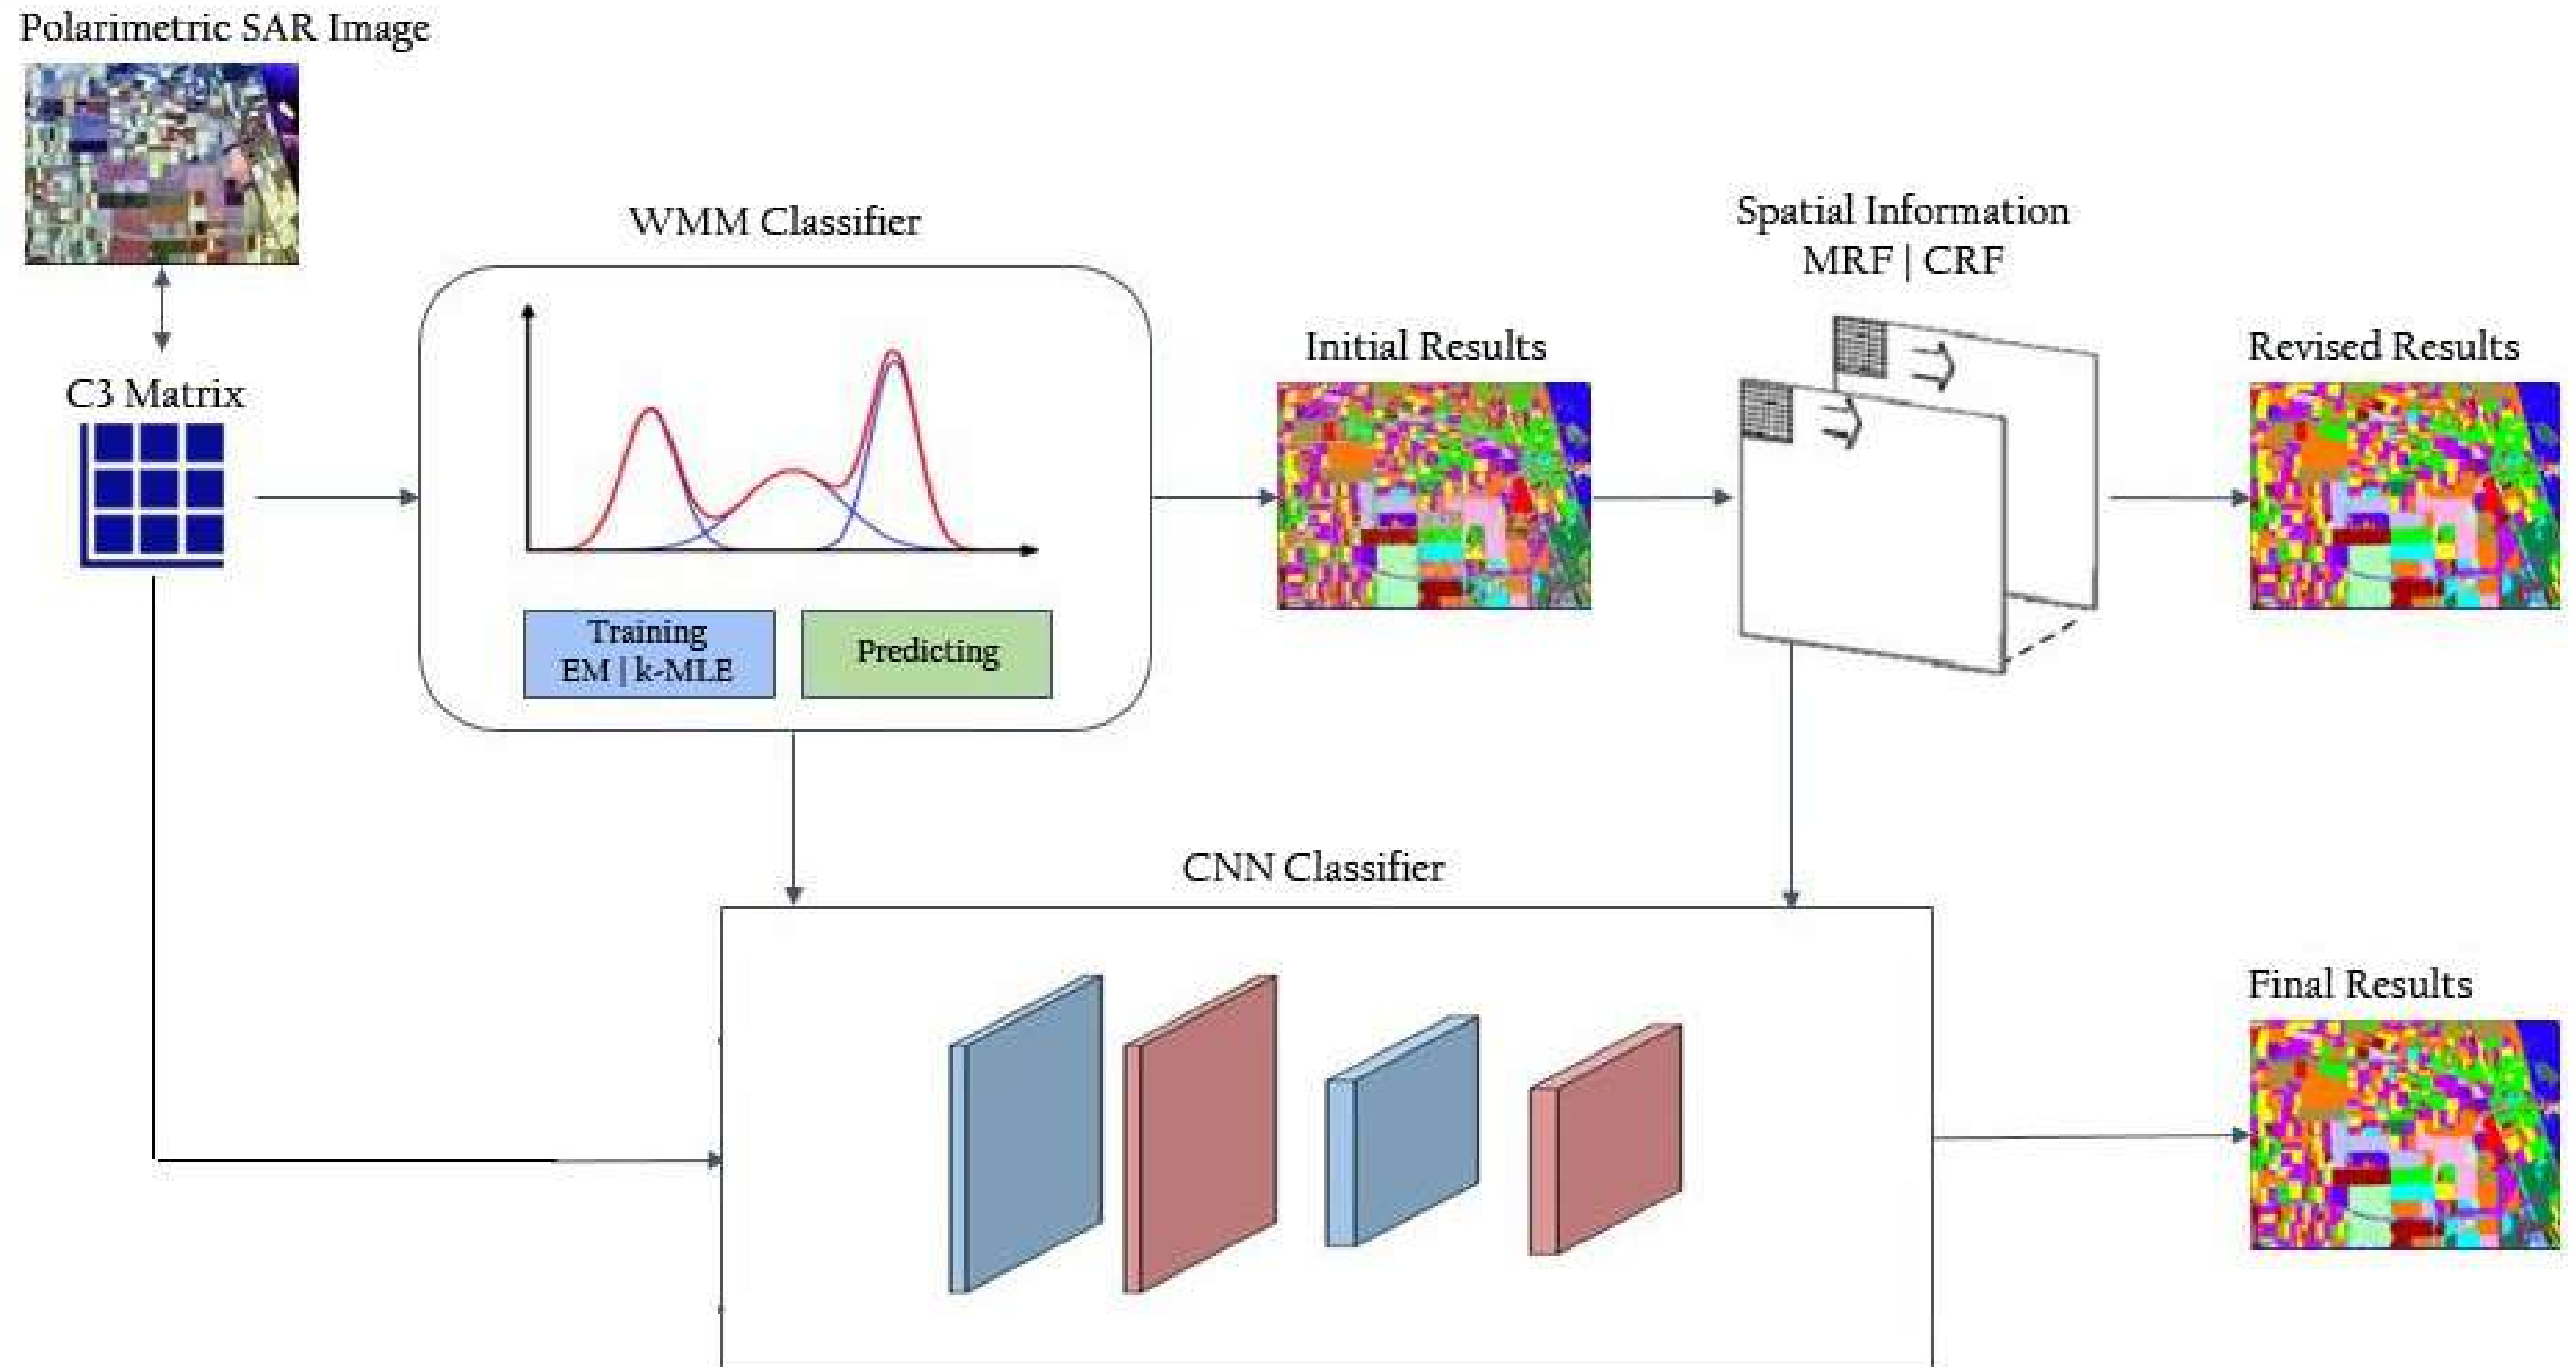 Polarimetric SAR Image
C3 Matrix
WMM Classifier
Training
EM | k-MLE
Predicting
Initial Results
Spatial Information
MRF | CRF
Revised Results
CNN Classifier
Final Results